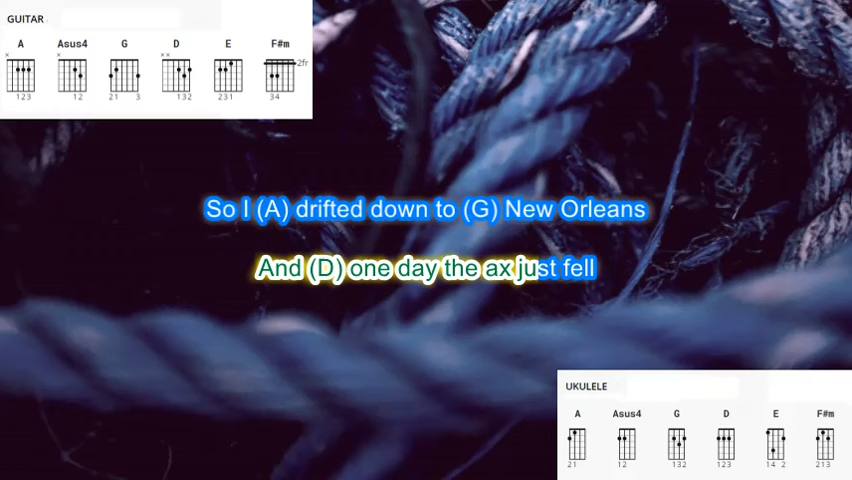 GUITAR
A Asus4 G D E F#m
x x xx 2fr
123 12 21 3 132 231 34
So I (A) drifted down to (G) New Orleans
And (D) one day the ax just fell
UKULELE
A Asus4 G D E F#m
21 12 132 123 14 2 213